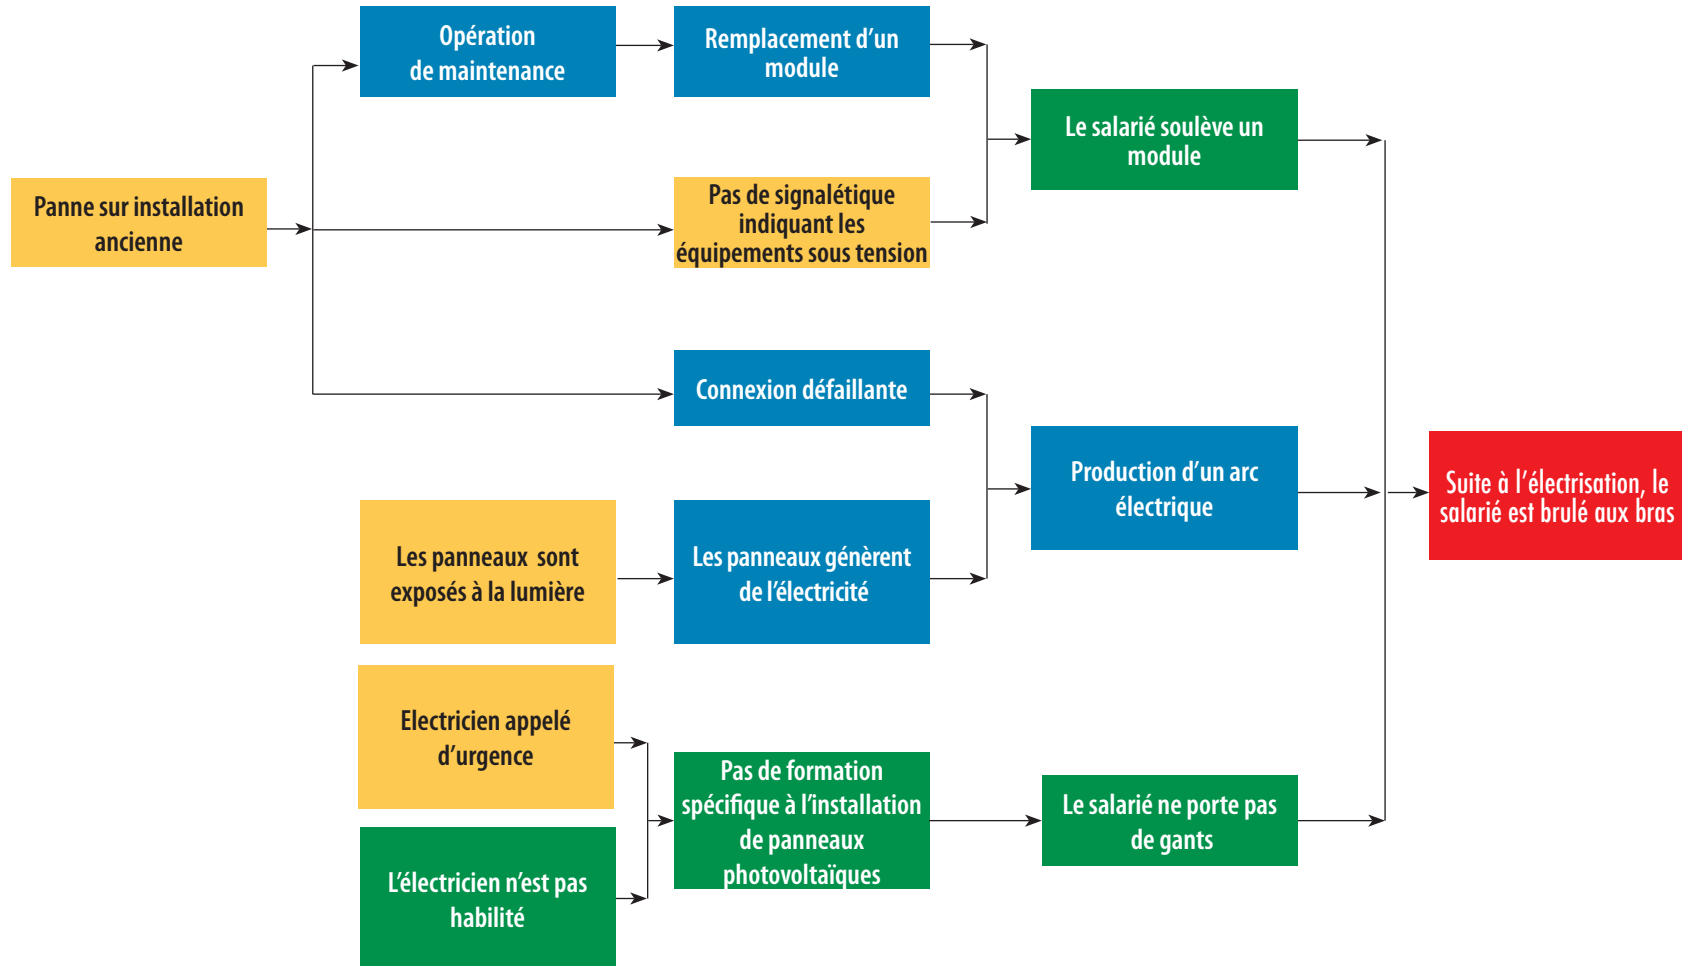 Opération
de maintenance
Remplacement d’un
module
Le salarié soulève un
module
Panne sur installation
ancienne
Pas de signalétique
indiquant les
équipements sous tension
Connexion défaillante
Production d’un arc
électrique
Suite à l’électrisation, le
salarié est brulé aux bras
Les panneaux sont
exposés à la lumière
Les panneaux génèrent
de l’électricité
Electricien appelé
d’urgence
Pas de formation
spécifique à l’installation
de panneaux
photovoltaïques
Le salarié ne porte pas
de gants
L’électricien n’est pas
habilité